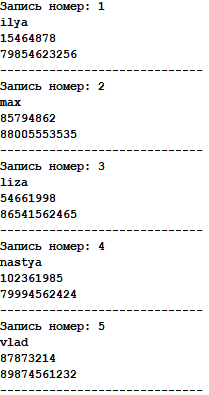 Запись номер: 1
ilya
15464878
79854623256
-----------------------------
Запись номер: 2
max
85794862
88005553535
-----------------------------
Запись номер: 3
liza
54661998
86541562465
-----------------------------
Запись номер: 4
nastya
102361985
79994562424
-----------------------------
Запись номер: 5
vlad
87873214
89874561232
-----------------------------